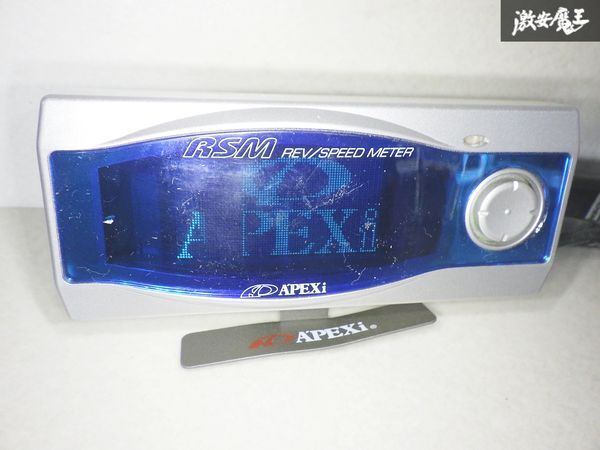 激安魔王
RSM REV/SPEED METER
APEXi
APEXi
APEXi®